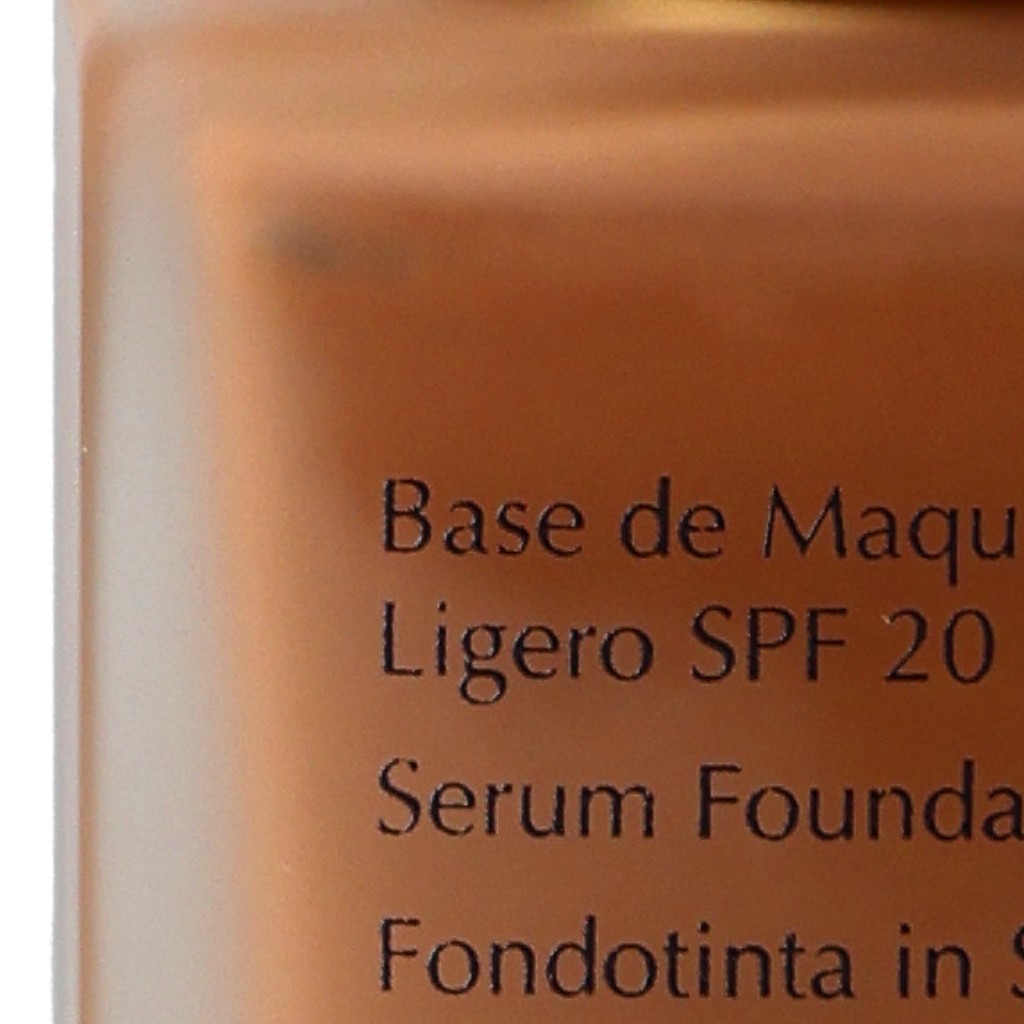 Base de Maqu
Ligero SPF 20
Serum Founda
Fondotinta in S